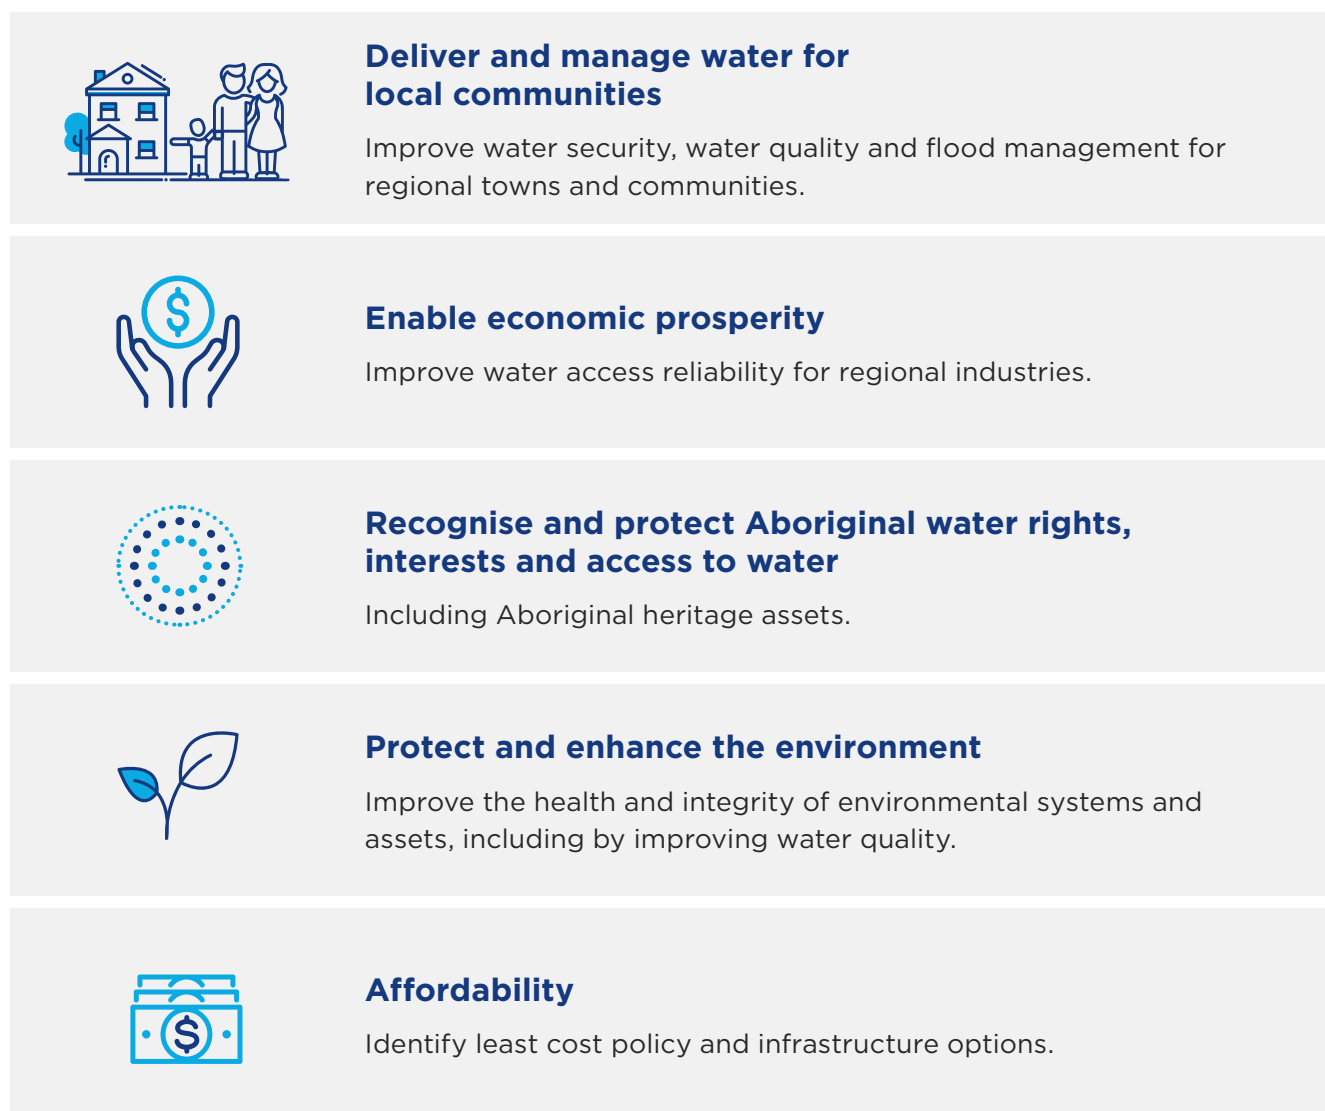 Deliver and manage water for
local communities
Improve water security, water quality and flood management for
regional towns and communities.
$
Enable economic prosperity
Improve water access reliability for regional industries.
Recognise and protect Aboriginal water rights,
interests and access to water
Including Aboriginal heritage assets.
Protect and enhance the environment
Improve the health and integrity of environmental systems and
assets, including by improving water quality.
$
Affordability
Identify least cost policy and infrastructure options.